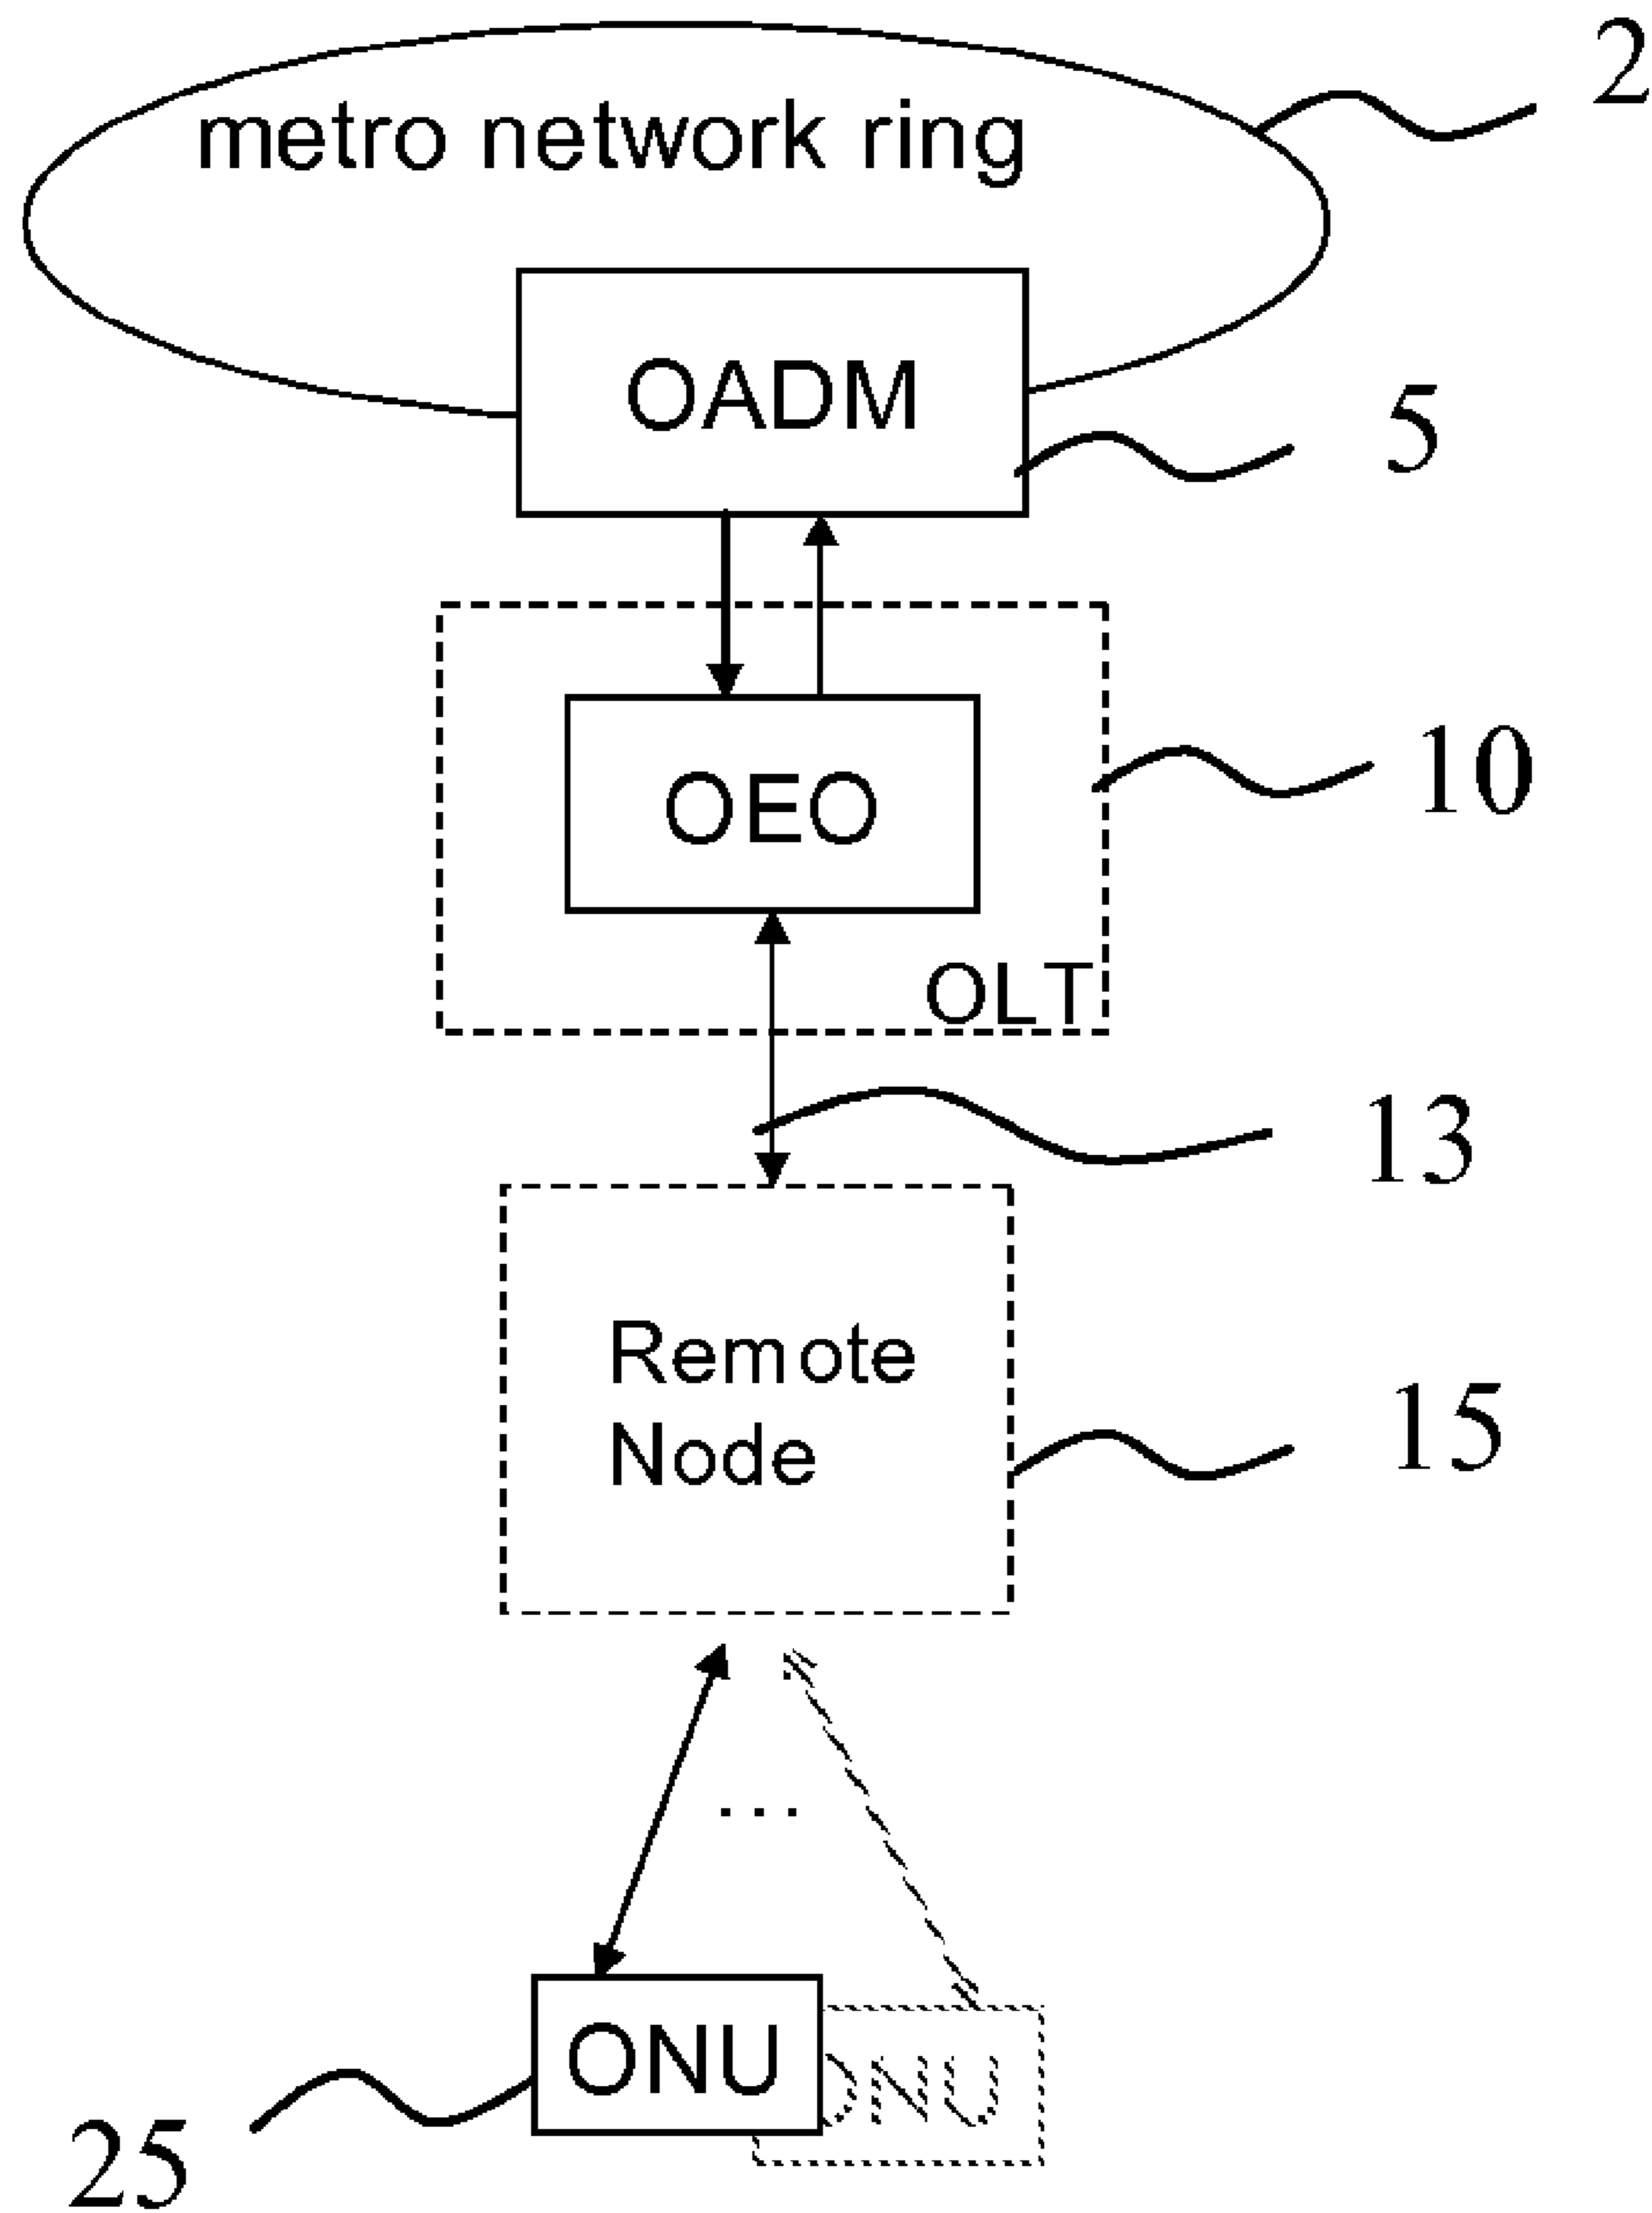 2
metro network ring
OADM
5
OEO
10
OLT
13
Remote
Node
15
...
ONU
ONU
25